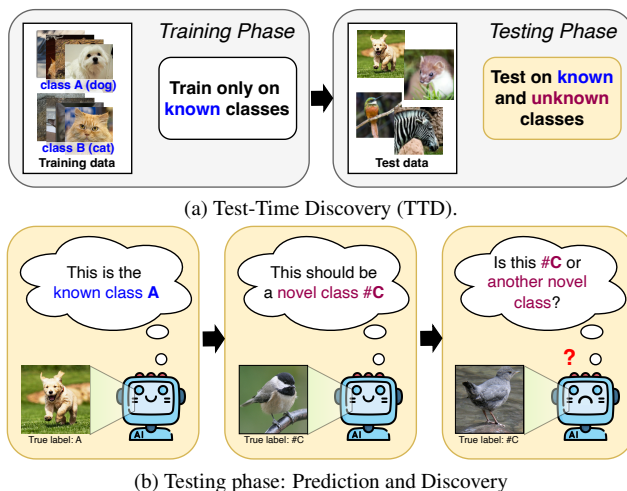 Training Phase
class A (dog)
class B (cat)
Training data
Train only on
known classes
Testing Phase
Test data
Test on known
and unknown
classes
(a) Test-Time Discovery (TTD).
This is the
known class A
True label: A
AI
This should be
a novel class #C
True label: #C
AI
Is this #C or
another novel
class?
?
True label: #C
AI
(b) Testing phase: Prediction and Discovery